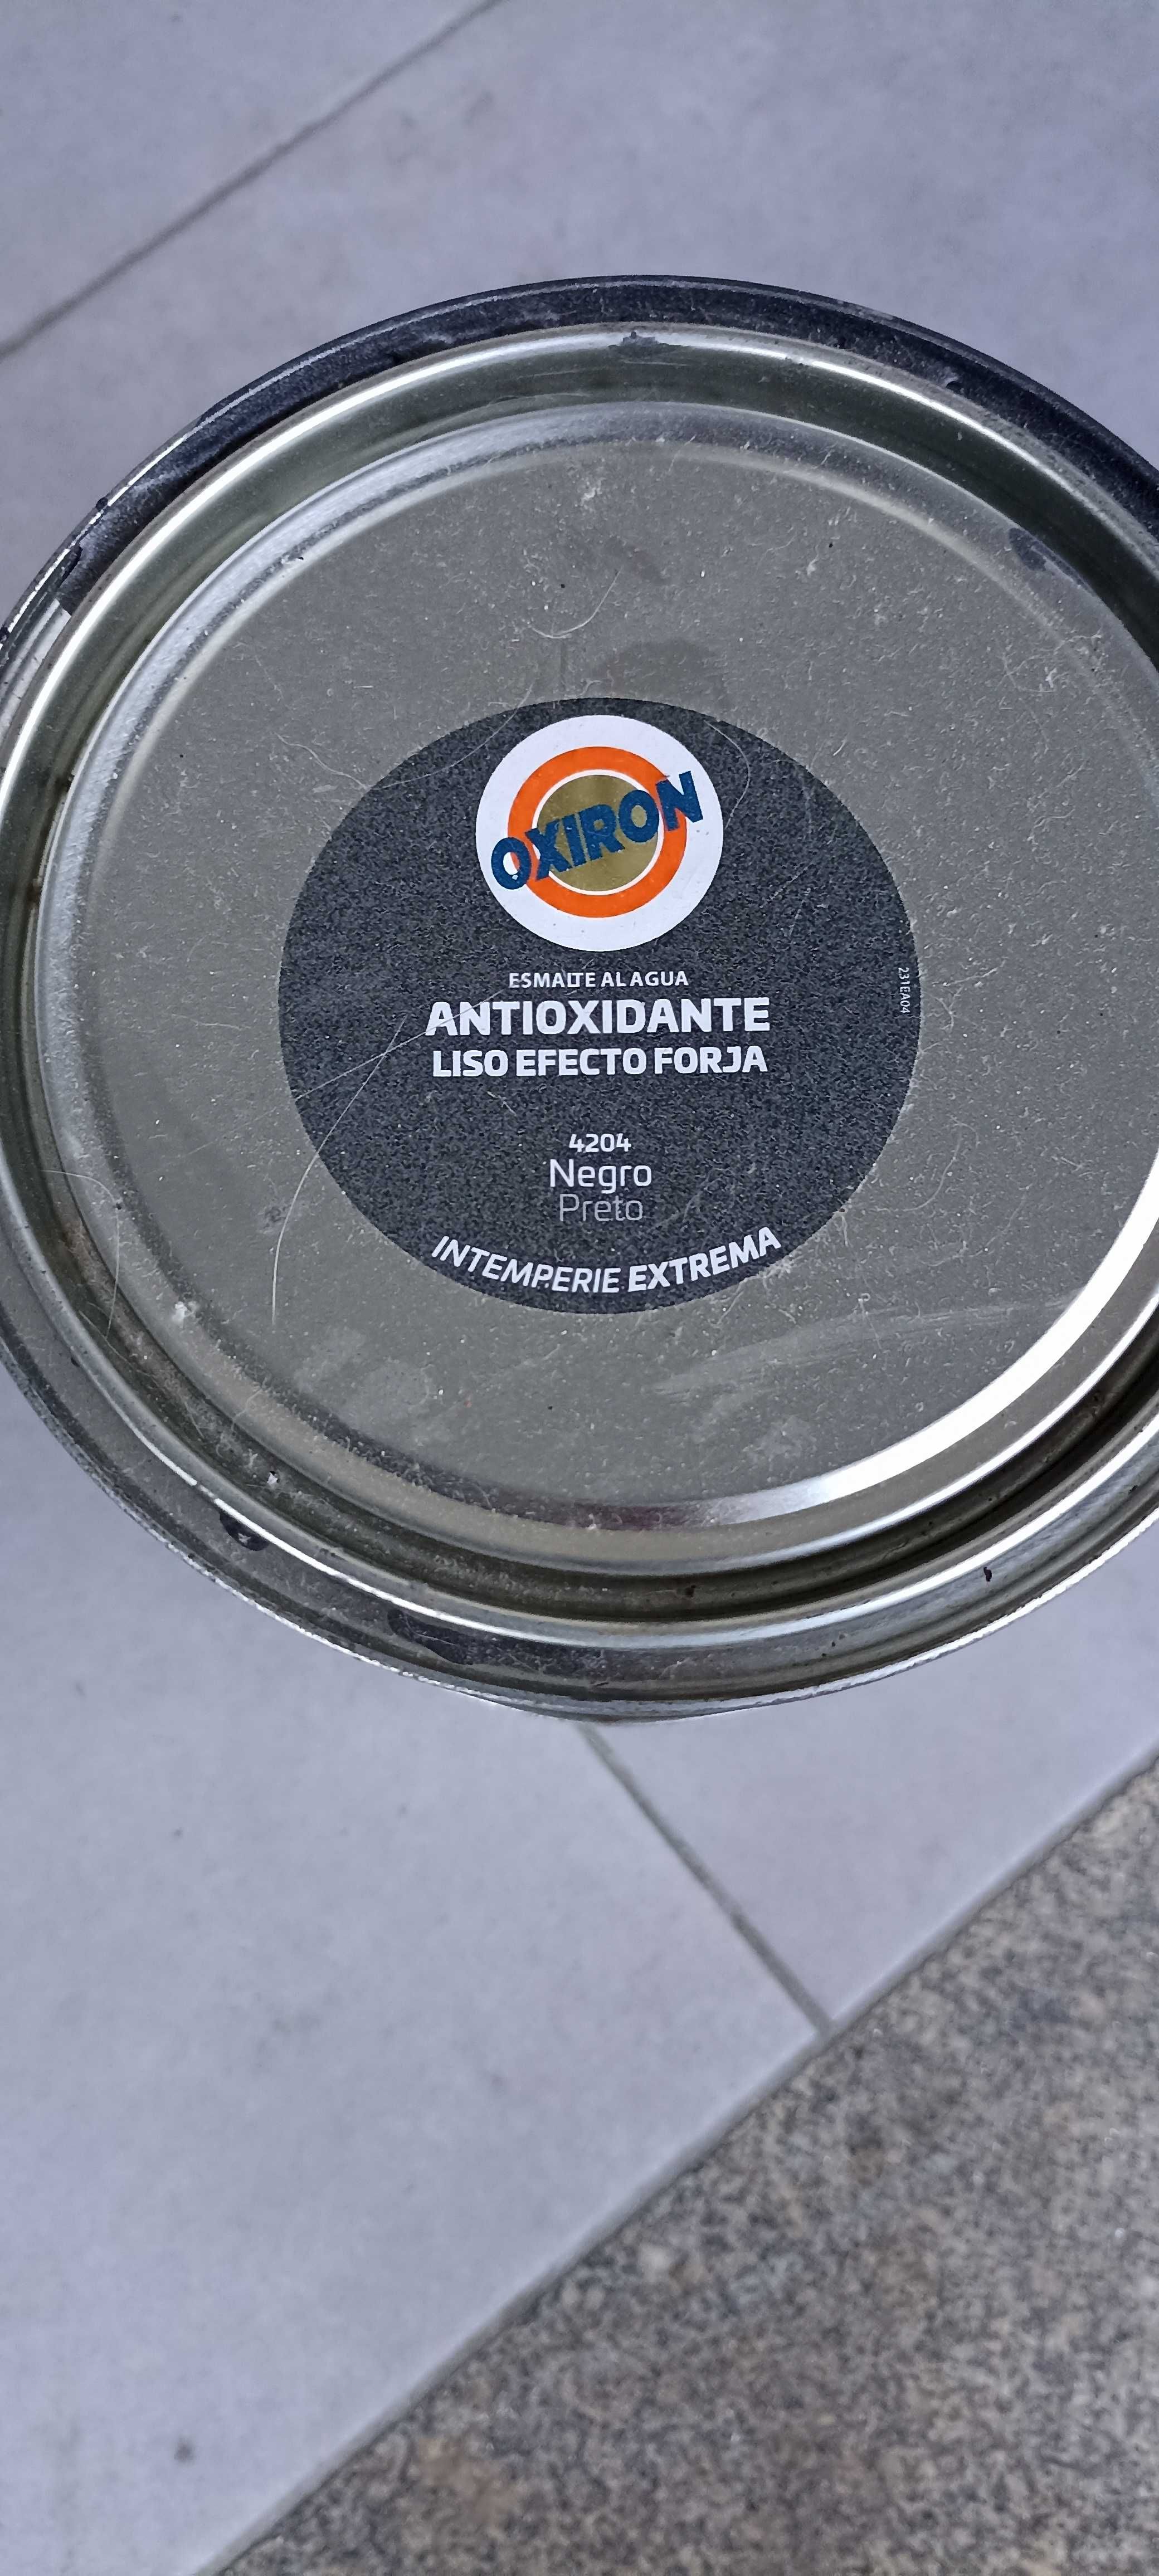 OXIRON
ESMALTE AL AGUA
ANTIOXIDANTE
LISO EFECTO FORJA
4204
Negro
Preto
INTEMPERIE EXTREMA
231EA04